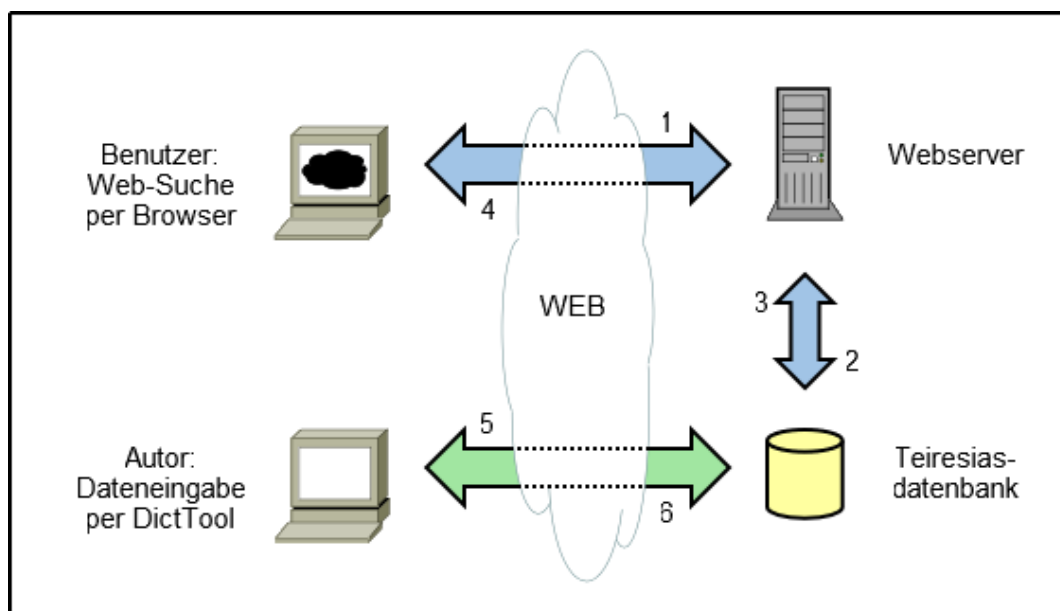 1
Benutzer:
Web-Suche
per Browser
Webserver
4
WEB
3
2
5
Autor:
Dateneingabe
per DictTool
Teiresias-
datenbank
6